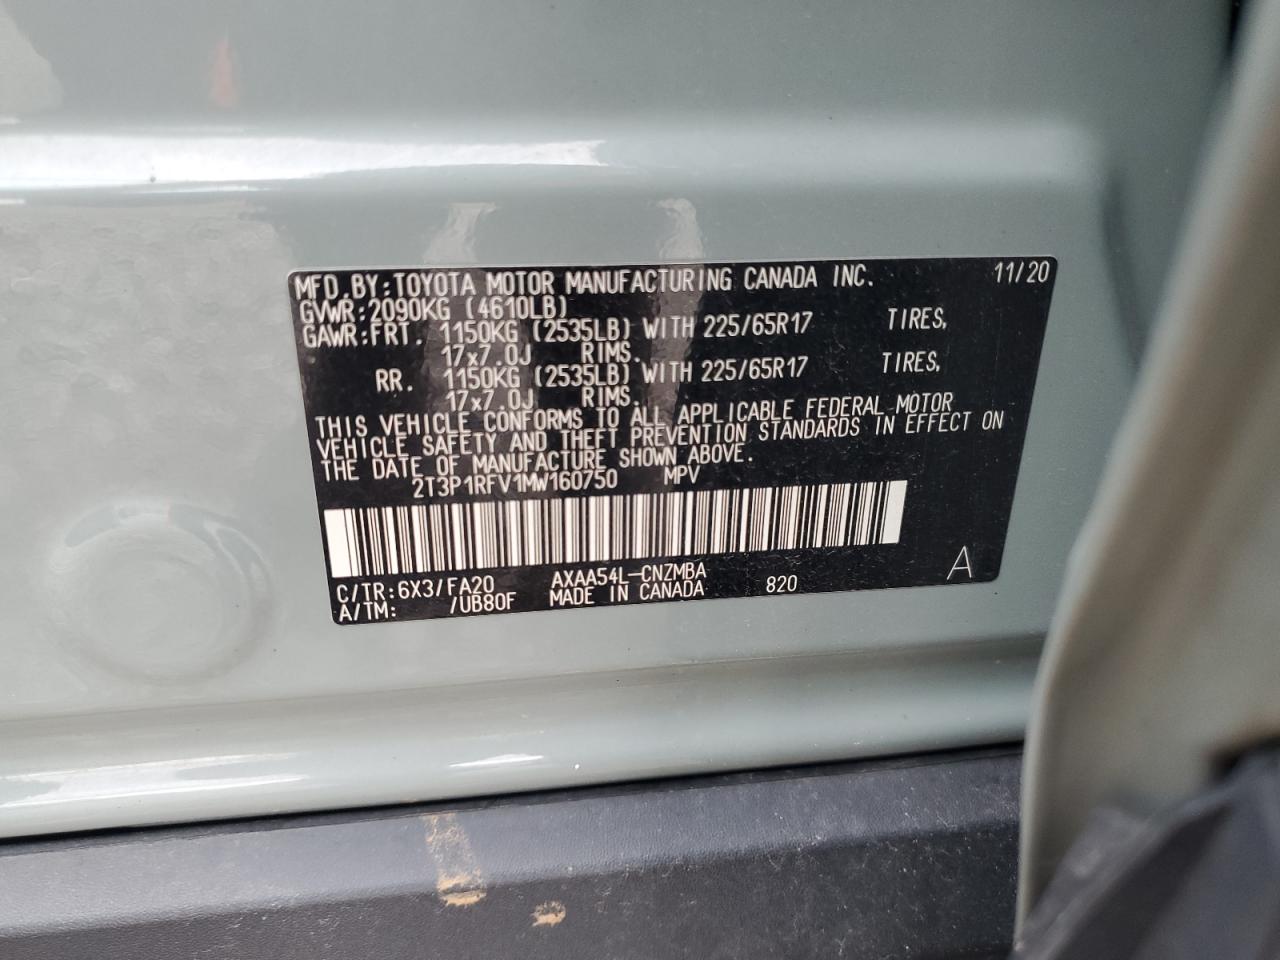 MFD.BY:TOYOTA MOTOR MANUFACTURING CANADA INC. 11/20
GVWR:2090KG (4610LB)
GAWR:FRT. 1150KG (2535LB) WITH 225/65R17 TIRES,
17x7.0J RIMS.
RR. 1150KG (2535LB) WITH 225/65R17 TIRES,
17x7.0J RIMS.
THIS VEHICLE CONFORMS TO ALL APPLICABLE FEDERAL MOTOR
VEHICLE SAFETY AND THEFT PREVENTION STANDARDS IN EFFECT ON
THE DATE OF MANUFACTURE SHOWN ABOVE.
2T3P1RFV1MW160750 MPV
C/TR:6X3/FA20 AXAA54L-CNZMBA 820 A
A/TM: /UB80F MADE IN CANADA